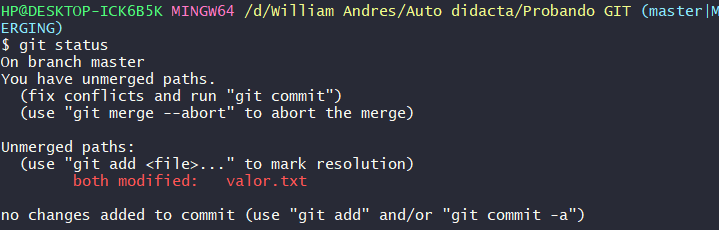 HP@DESKTOP-ICK6B5K MINGW64 /d/William Andres/Auto didacta/Probando GIT (master|M
ERGING)
$ git status
On branch master
You have unmerged paths.
  (fix conflicts and run "git commit")
  (use "git merge --abort" to abort the merge)

Unmerged paths:
  (use "git add <file>..." to mark resolution)
        both modified:   valor.txt

no changes added to commit (use "git add" and/or "git commit -a")